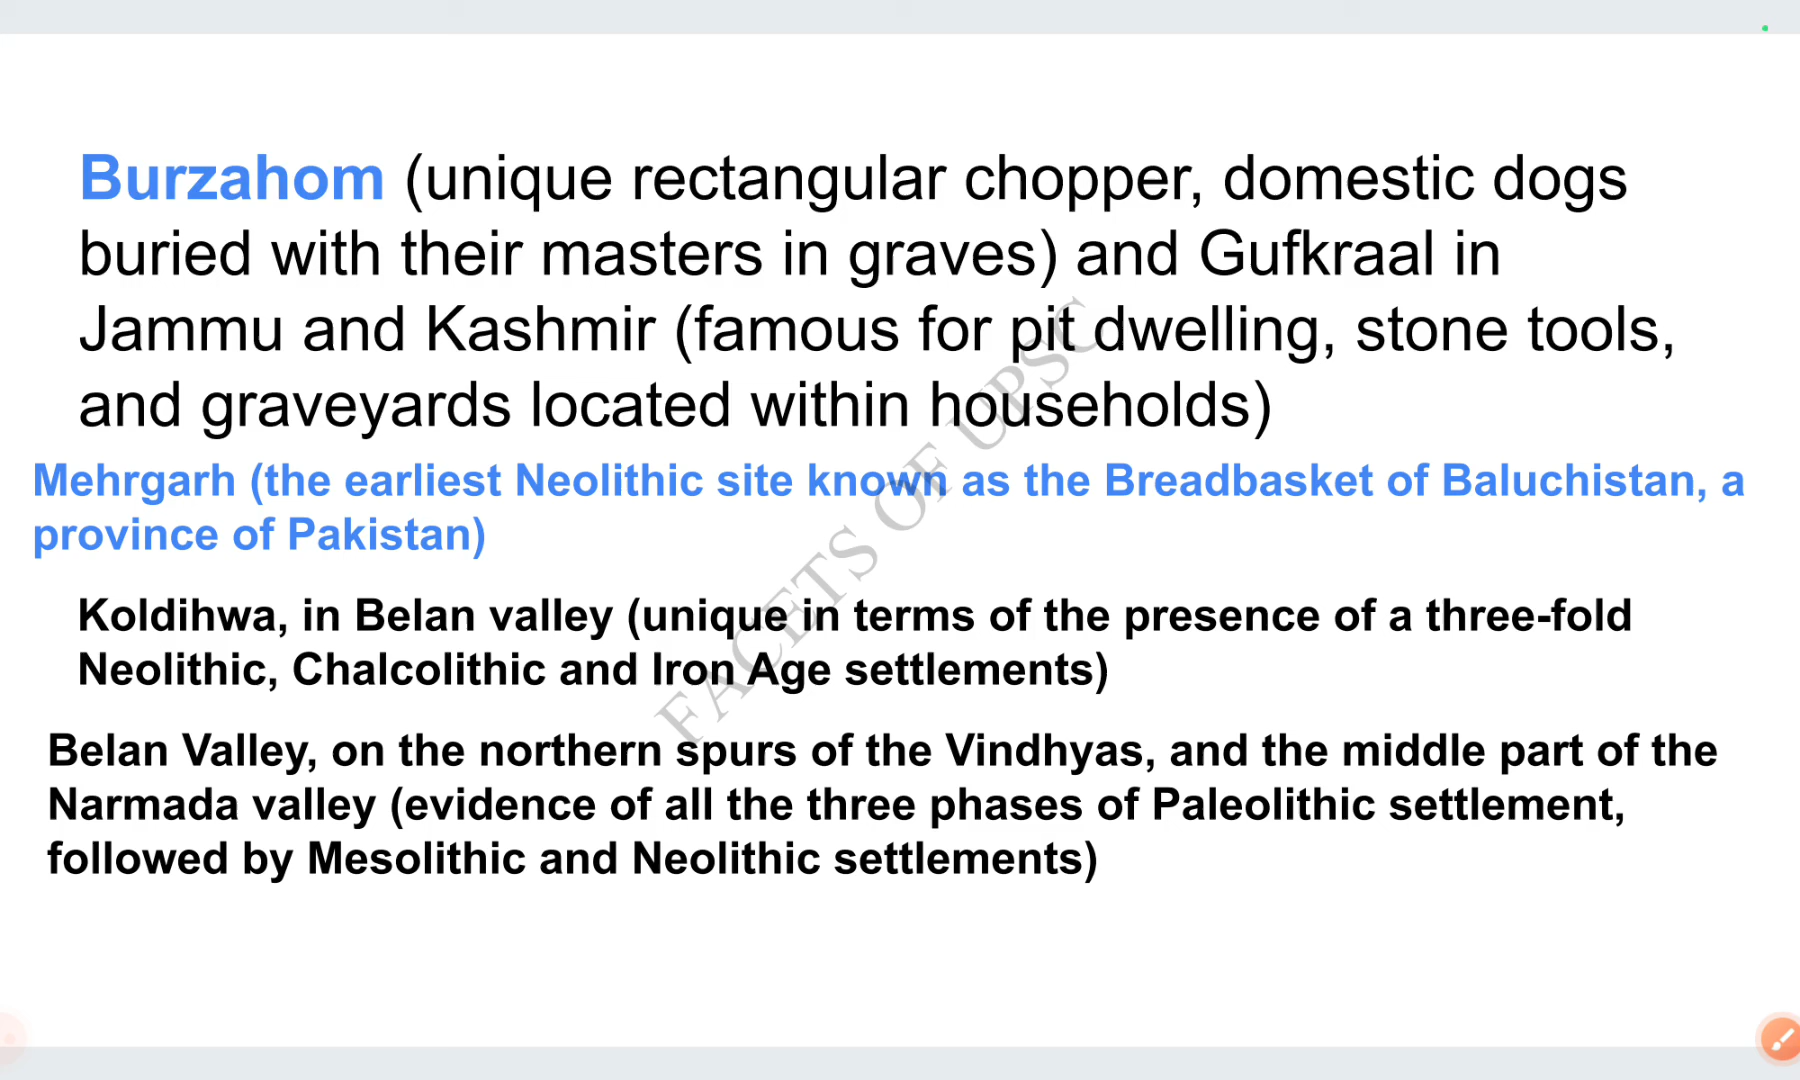 Burzahom (unique rectangular chopper, domestic dogs
buried with their masters in graves) and Gufkraal in
Jammu and Kashmir (famous for pit dwelling, stone tools,
and graveyards located within households)
Mehrgarh (the earliest Neolithic site known as the Breadbasket of Baluchistan, a
province of Pakistan)
Koldihwa, in Belan valley (unique in terms of the presence of a three-fold
Neolithic, Chalcolithic and Iron Age settlements)
Belan Valley, on the northern spurs of the Vindhyas, and the middle part of the
Narmada valley (evidence of all the three phases of Paleolithic settlement,
followed by Mesolithic and Neolithic settlements)
FACETS OF UPSC